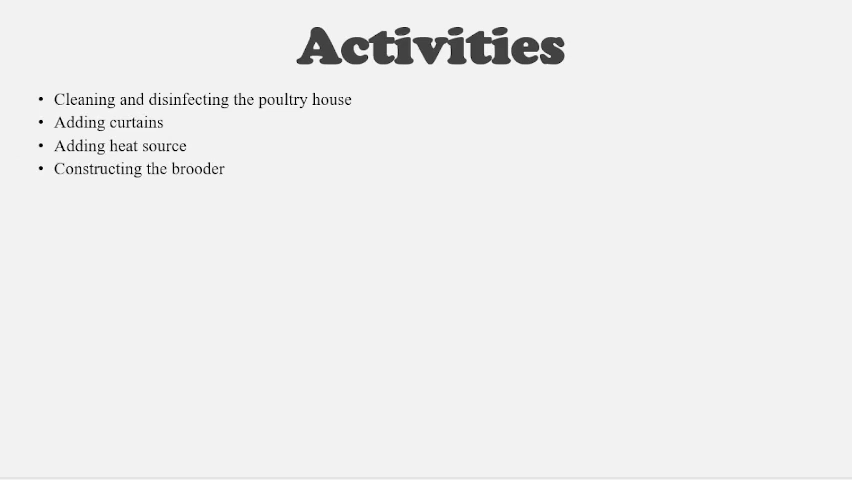 Activities
• Cleaning and disinfecting the poultry house
• Adding curtains
• Adding heat source
• Constructing the brooder